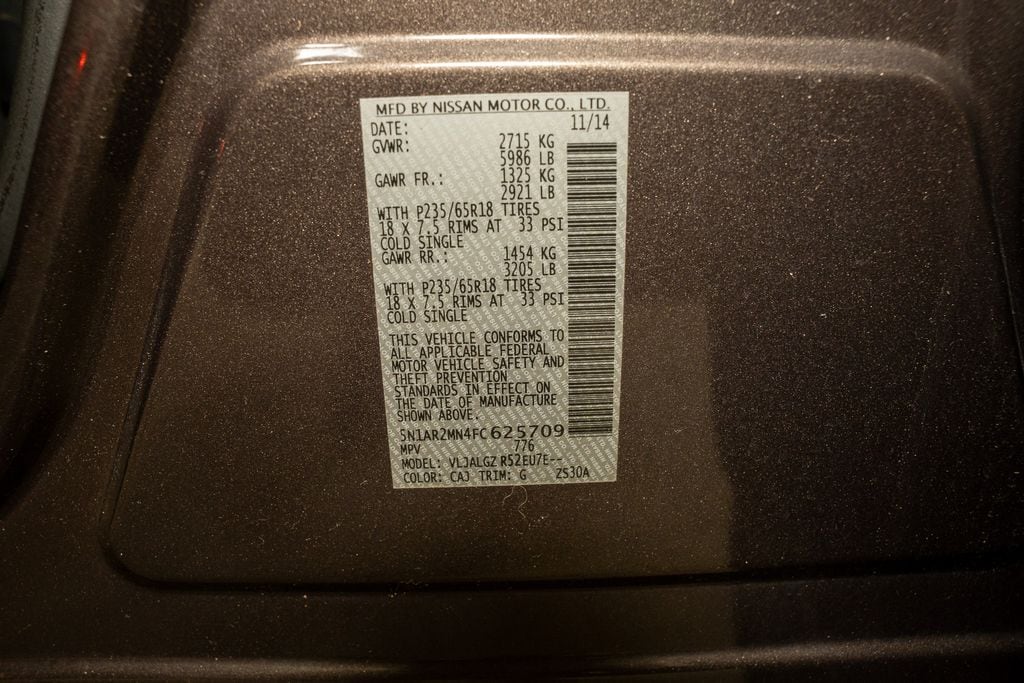 MFD BY NISSAN MOTOR CO., LTD.
DATE: 11/14
GVWR: 2715 KG
5986 LB
GAWR FR.: 1325 KG
2921 LB
WITH P235/65R18 TIRES
18 X 7.5 RIMS AT 33 PSI
COLD SINGLE
GAWR RR.: 1454 KG
3205 LB
WITH P235/65R18 TIRES
18 X 7.5 RIMS AT 33 PSI
COLD SINGLE
THIS VEHICLE CONFORMS TO
ALL APPLICABLE FEDERAL
MOTOR VEHICLE SAFETY AND
THEFT PREVENTION
STANDARDS IN EFFECT ON
THE DATE OF MANUFACTURE
SHOWN ABOVE.
5N1AR2MN4FC625709
MPV 776
MODEL: VLJALGZ R52EU7E--
COLOR: CAJ TRIM: G ZS30A